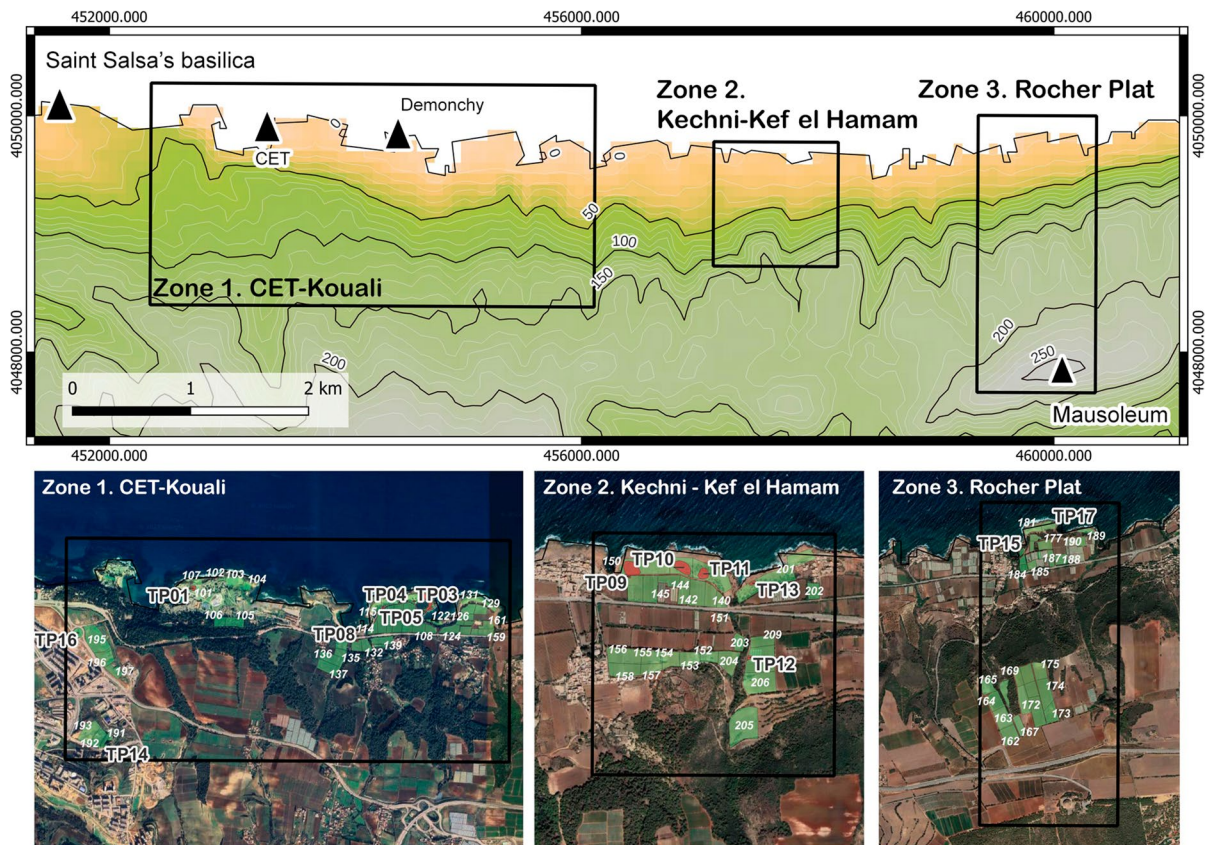 452000.000 456000.000 460000.000
Saint Salsa's basilica
Zone 2.
Kechni-Kef el Hamam
Zone 3. Rocher Plat
4050000.000
4050000.000
Demonchy
CET
0
0
0
50
100
150
Zone 1. CET-Kouali
200
200
250
4048000.000
4048000.000
0 1 2 km
Mausoleum
452000.000 456000.000 460000.000
Zone 1. CET-Kouali
107 102 103 104
TP01 101
106 105
TP16 195
196 197
193 191
192 TP14
TP04 TP03 131 129
115 TP05 122 126 161
TP08 114 108 124 159
136 135 132 139
137
Zone 2. Kechni - Kef el Hamam
150 TP10 TP11 201
TP09 144 TP13 202
145 142 140
151
156 155 154 152 203 209
158 157 153 204 TP12
206
205
Zone 3. Rocher Plat
181 TP17
TP15 177 190 189
187 188
184 185
165 169 175
164 174
163 172 173
162 167